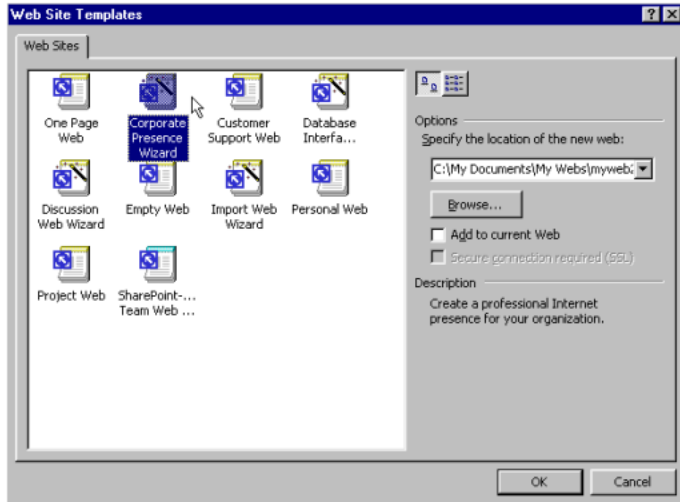 Web Site Templates
Web Sites
One Page
Web
Corporate
Presence
Wizard
Customer
Support Web
Database
Interfa...
Discussion
Web Wizard
Empty Web
Import Web
Wizard
Personal Web
Project Web
SharePoint-...
Team Web ...
Options
Specify the location of the new web:
C:\My Documents\My Webs\myweb2
Browse...
Add to current Web
Secure connection required (SSL)
Description
Create a professional Internet
presence for your organization.
OK
Cancel